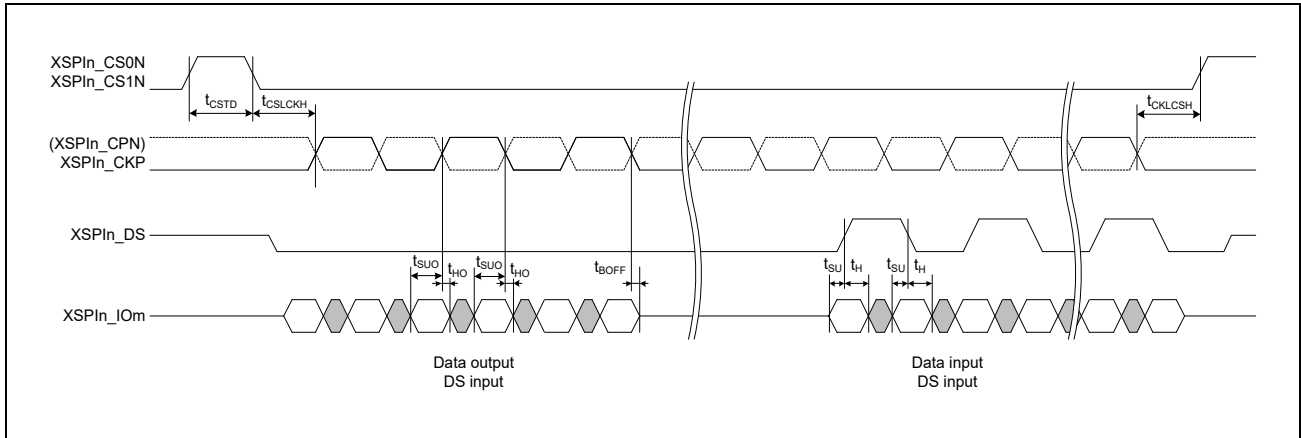 XSPIn_CS0N
XSPIn_CS1N
tCSTD
tCSLCKH
tCKLCSH
(XSPIn_CPN)
XSPIn_CKP
XSPIn_DS
tSUO
tHO
tSUO
tHO
tBOFF
tSU
tH
tSU
tH
XSPIn_IOm
Data output
DS input
Data input
DS input